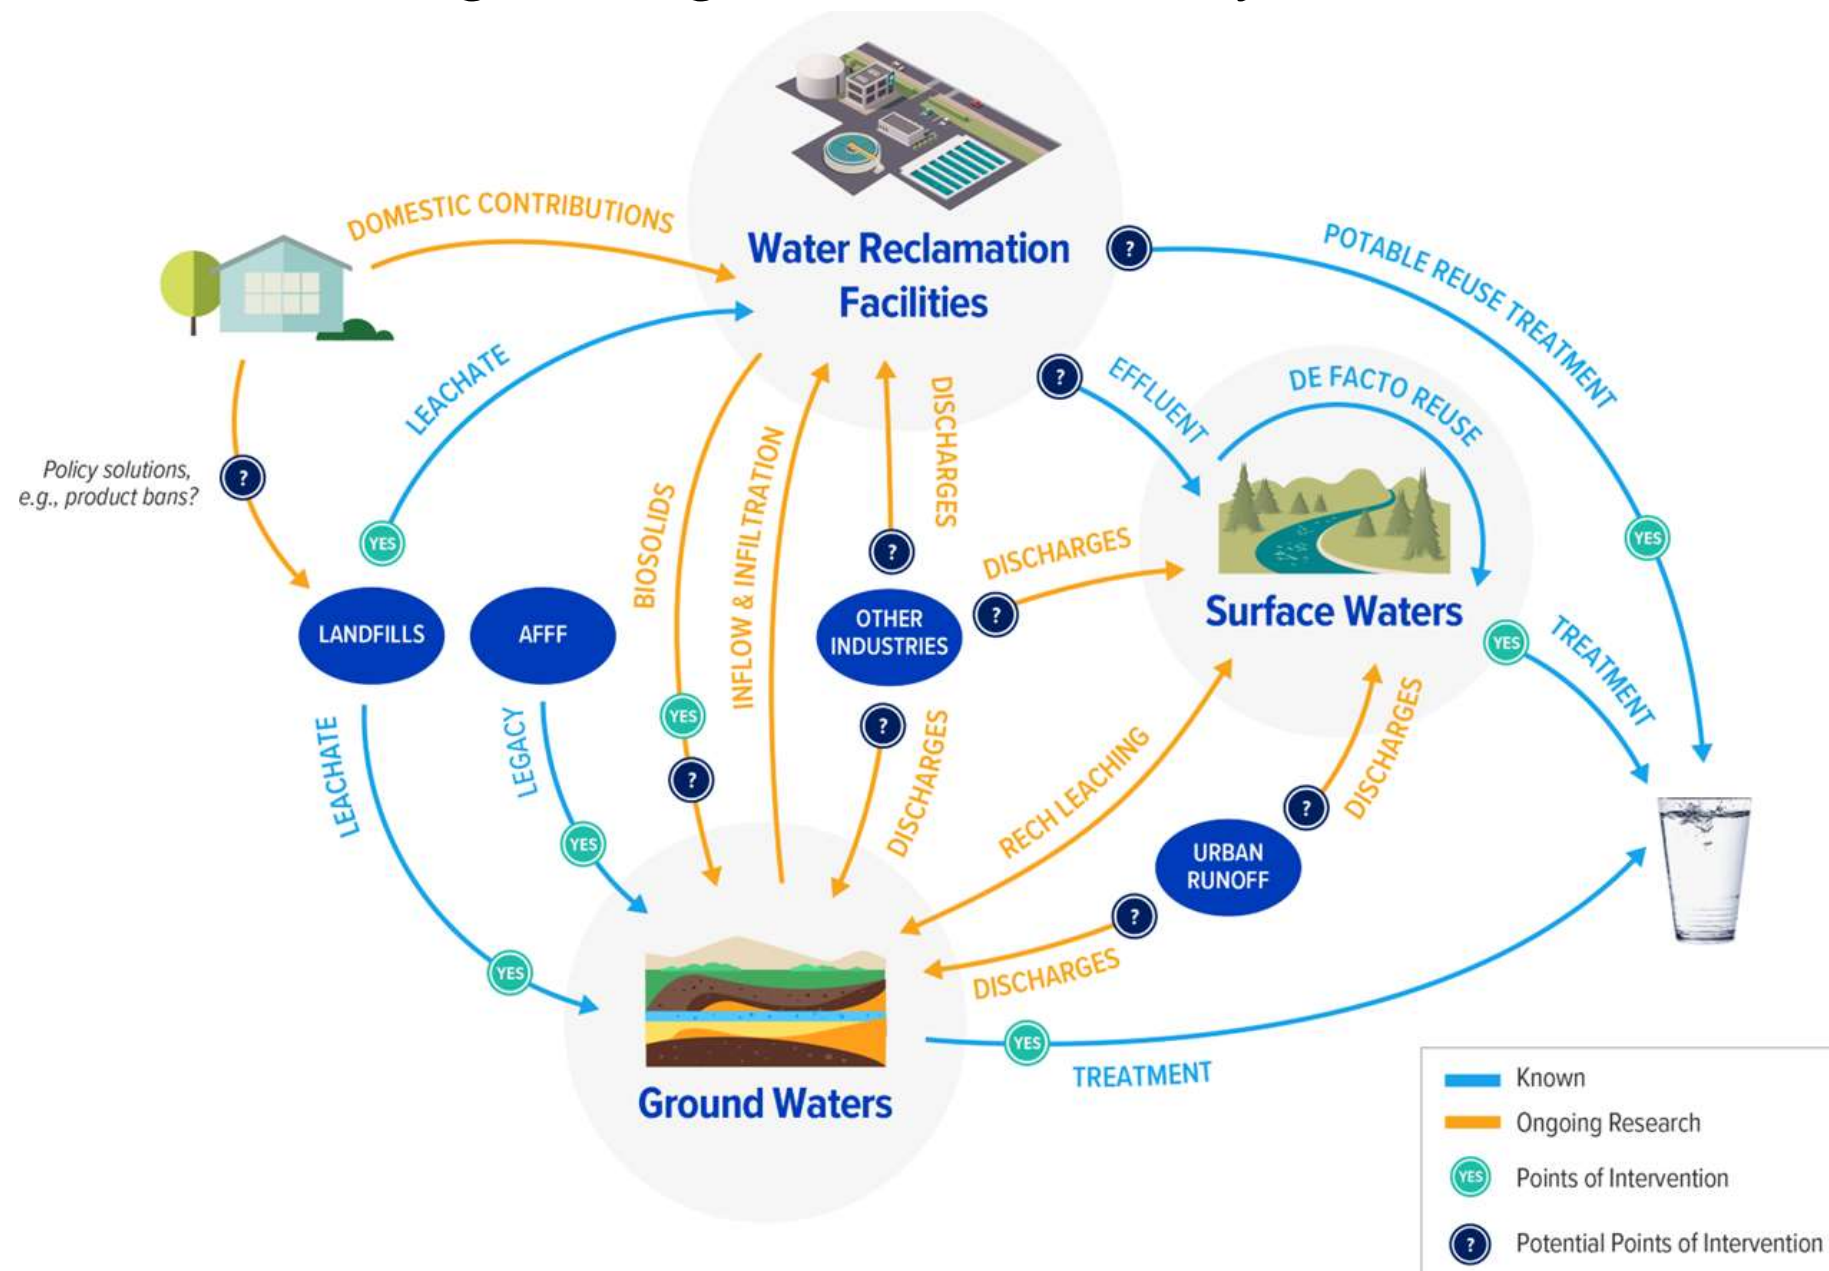 DOMESTIC CONTRIBUTIONS
Water Reclamation
Facilities
?
POTABLE REUSE TREATMENT
LEACHATE
?
EFFLUENT
DE FACTO REUSE
DISCHARGES
Policy solutions,
e.g., product bans?
?
YES
BIOSOLIDS
INFLOW & INFILTRATION
?
DISCHARGES
YES
LANDFILLS
AFFF
OTHER
INDUSTRIES
?
Surface Waters
YES
TREATMENT
LEACHATE
LEGACY
YES
?
?
DISCHARGES
RECH LEACHING
?
DISCHARGES
YES
URBAN
RUNOFF
?
DISCHARGES
YES
YES
TREATMENT
Ground Waters
Known
Ongoing Research
YES
Points of Intervention
?
Potential Points of Intervention